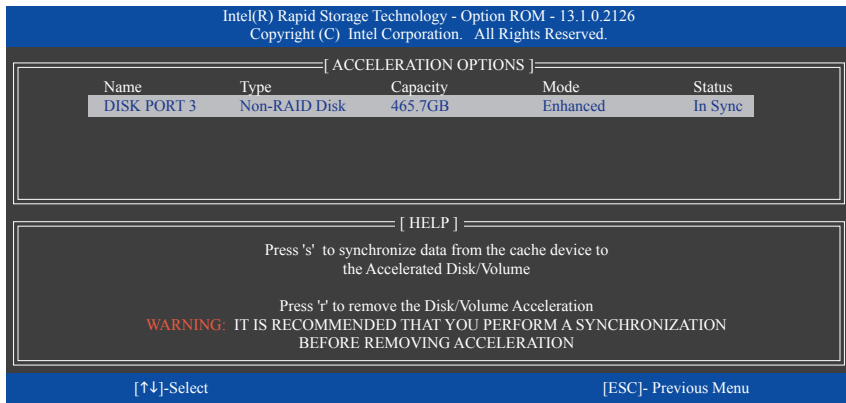 Intel(R) Rapid Storage Technology - Option ROM - 13.1.0.2126
Copyright (C) Intel Corporation. All Rights Reserved.
[ ACCELERATION OPTIONS ]
Name Type Capacity Mode Status
DISK PORT 3 Non-RAID Disk 465.7GB Enhanced In Sync
[ HELP ]
Press 's' to synchronize data from the cache device to
the Accelerated Disk/Volume
Press 'r' to remove the Disk/Volume Acceleration
WARNING: IT IS RECOMMENDED THAT YOU PERFORM A SYNCHRONIZATION
BEFORE REMOVING ACCELERATION
[↑↓]-Select [ESC]- Previous Menu